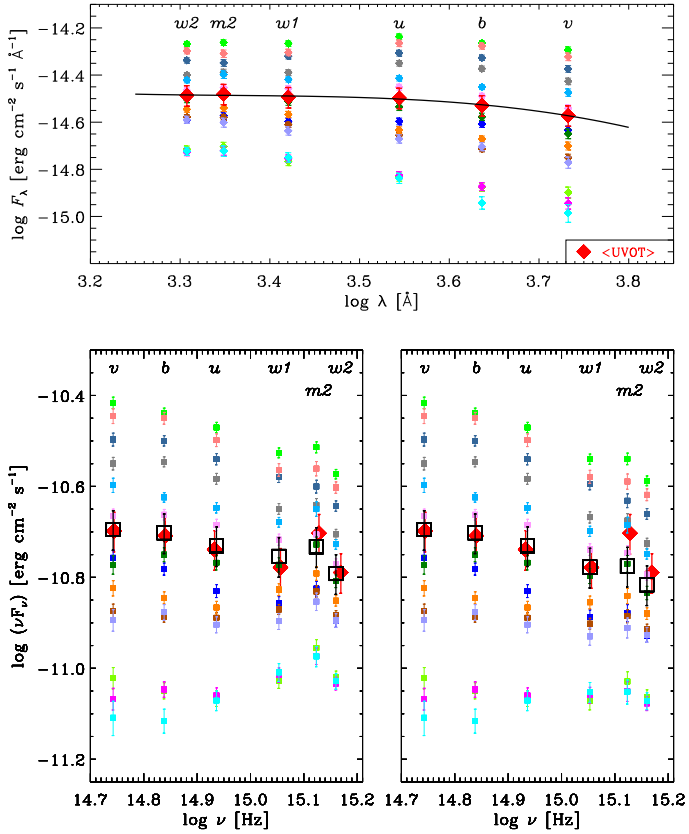 w2 m2 w1 u b v
−14.2
−14.4
−14.6
−14.8
−15.0
log Fλ [erg cm−2 s−1 Å−1]
<UVOT>
3.2 3.3 3.4 3.5 3.6 3.7 3.8
log λ [Å]
v b u w1 w2
m2
v b u w1 w2
m2
−10.4
−10.6
−10.8
−11.0
−11.2
log (νFν) [erg cm−2 s−1]
14.7 14.8 14.9 15.0 15.1 15.2
14.7 14.8 14.9 15.0 15.1 15.2
log ν [Hz]
log ν [Hz]